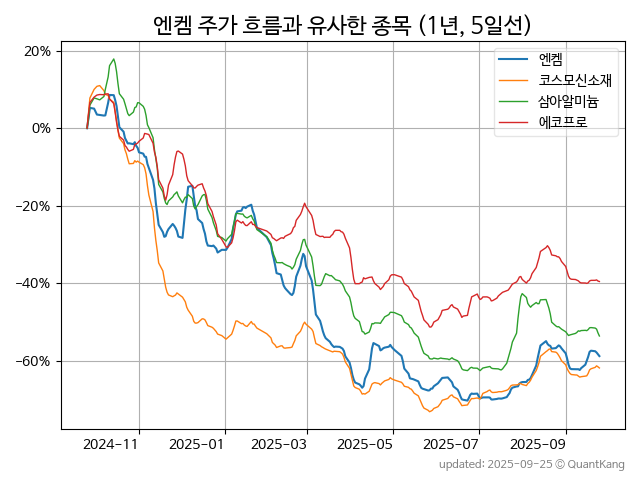 엔켐 주가 흐름과 유사한 종목 (1년, 5일선)
엔켐
코스모신소재
삼아알미늄
에코프로
20%
0%
−20%
−40%
−60%
2024-11
2025-01
2025-03
2025-05
2025-07
2025-09
updated: 2025-09-25 © QuantKang